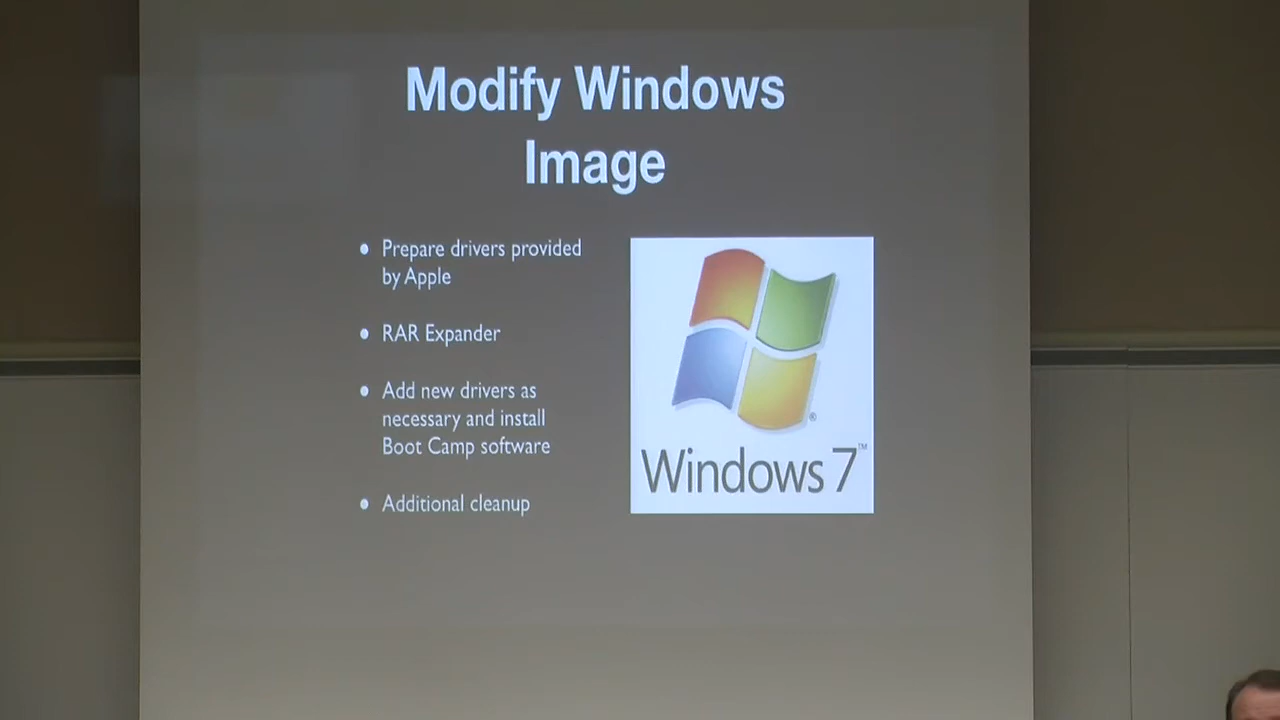 Modify Windows
Image
• Prepare drivers provided
by Apple
• RAR Expander
• Add new drivers as
necessary and install
Boot Camp software
• Additional cleanup
®
Windows 7™